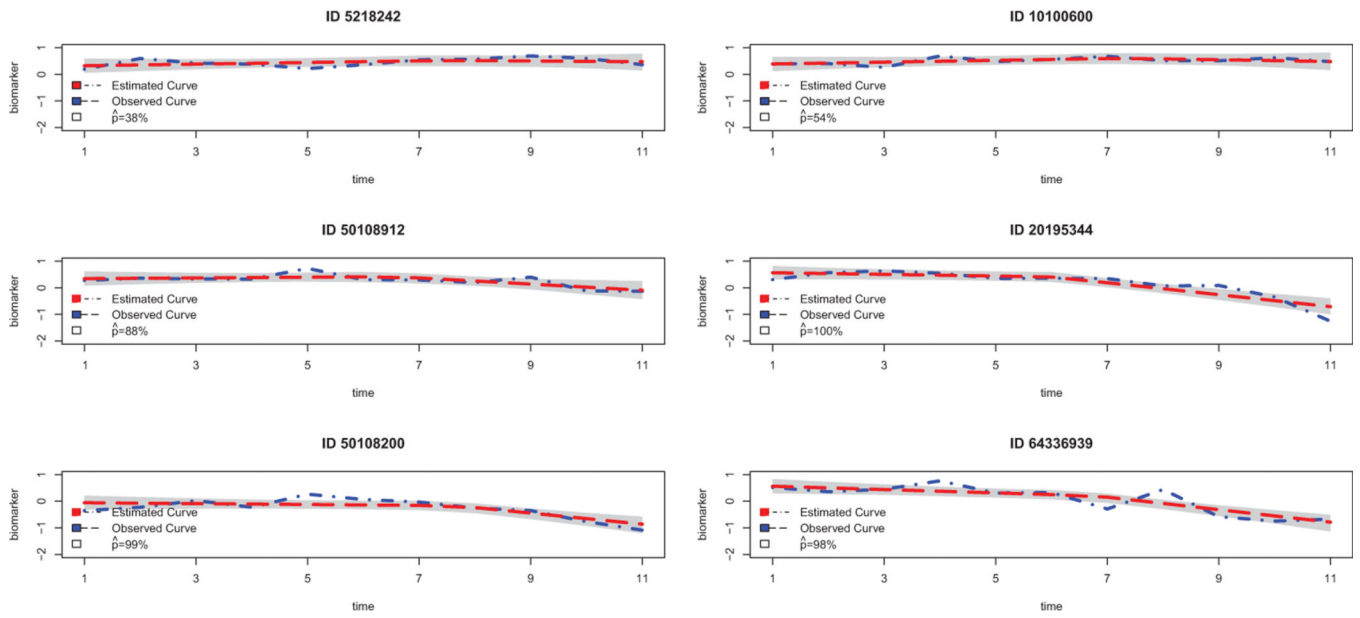 ID 5218242
biomarker
1
0
−1
−2
Estimated Curve
Observed Curve
p̂=38%
1 3 5 7 9 11
time
ID 10100600
biomarker
1
0
−1
−2
Estimated Curve
Observed Curve
p̂=54%
1 3 5 7 9 11
time
ID 50108912
biomarker
1
0
−1
−2
Estimated Curve
Observed Curve
p̂=88%
1 3 5 7 9 11
time
ID 20195344
biomarker
1
0
−1
−2
Estimated Curve
Observed Curve
p̂=100%
1 3 5 7 9 11
time
ID 50108200
biomarker
1
0
−1
−2
Estimated Curve
Observed Curve
p̂=99%
1 3 5 7 9 11
time
ID 64336939
biomarker
1
0
−1
−2
Estimated Curve
Observed Curve
p̂=98%
1 3 5 7 9 11
time